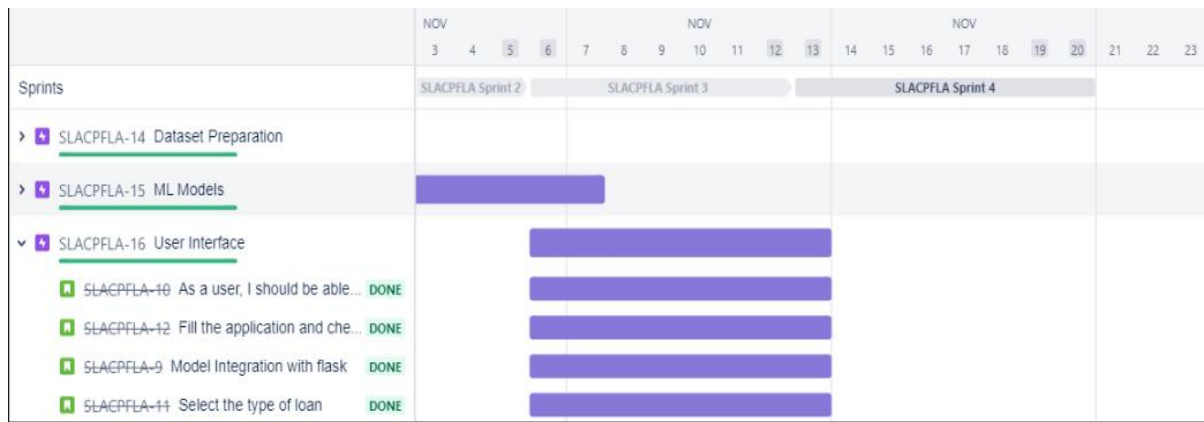 NOV NOV NOV
3 4 5 6 7 8 9 10 11 12 13 14 15 16 17 18 19 20 21 22 23
Sprints SLACPFLA Sprint 2 SLACPFLA Sprint 3 SLACPFLA Sprint 4
SLACPFLA-14 Dataset Preparation
SLACPFLA-15 ML Models
SLACPFLA-16 User Interface
SLACPFLA-10 As a user, I should be able... DONE
SLACPFLA-12 Fill the application and che... DONE
SLACPFLA-9 Model Integration with flask DONE
SLACPFLA-11 Select the type of loan DONE